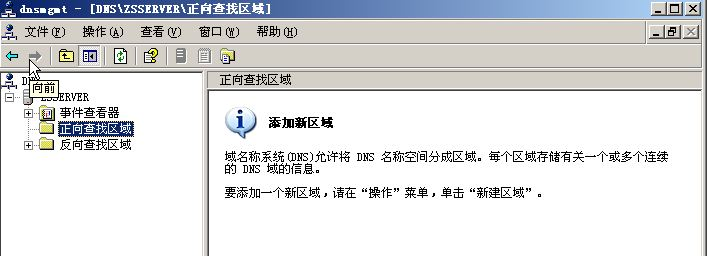 dnsmgmt - [DNS\ZSSERVER\正向查找区域]
文件(F) 操作(A) 查看(V) 窗口(W) 帮助(H)
正向查找区域
向前
ZSSERVER
事件查看器
正向查找区域
反向查找区域
添加新区域
域名称系统(DNS)允许将 DNS 名称空间分成区域。每个区域存储有关一个或多个连续
的 DNS 域的信息。
要添加一个新区域，请在“操作”菜单，单击“新建区域”。